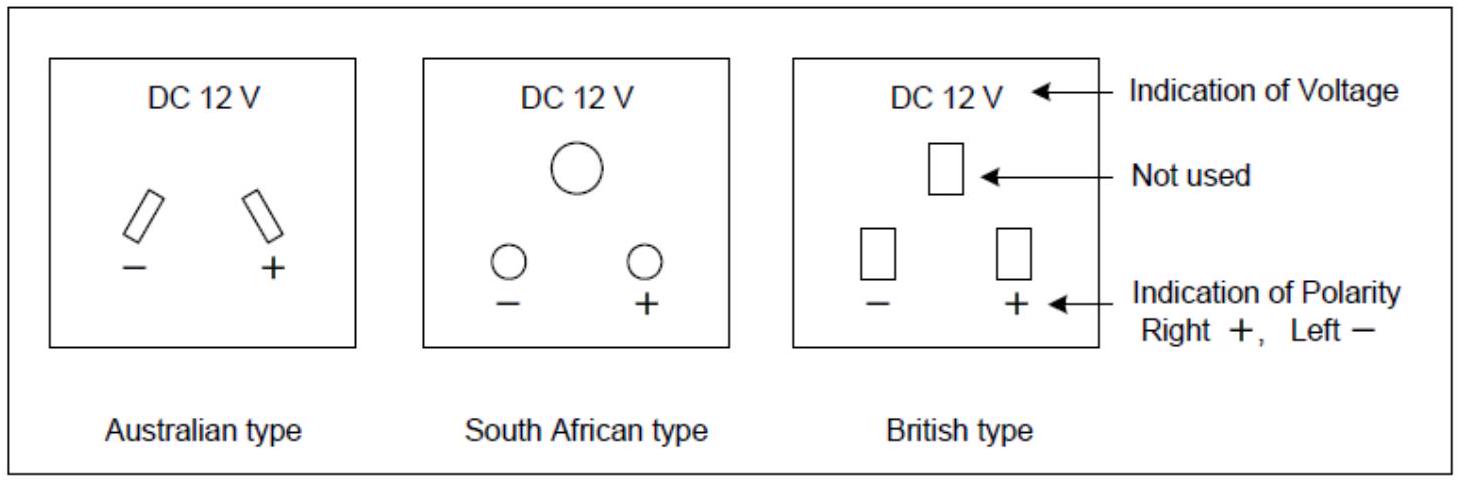 DC 12 V
DC 12 V
DC 12 V
Indication of Voltage
Not used
− +
− +
− +
Indication of Polarity
Right +, Left −
Australian type
South African type
British type